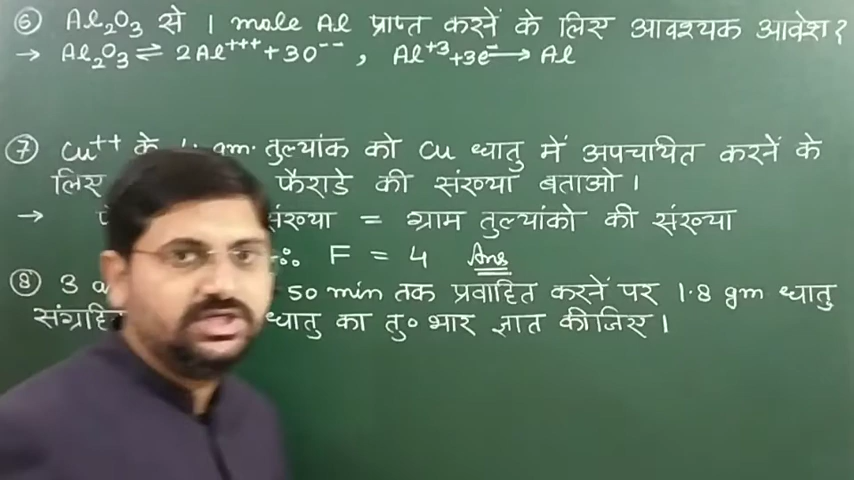 ⑥ Al₂O₃ से 1 mole Al प्राप्त करनें के लिए आवश्यक आवेश?
→ Al₂O₃ ⇌ 2Al⁺⁺⁺ + 3O⁻⁻ , Al⁺³ + 3e⁻ → Al
⑦ Cu⁺⁺ के gm. तुल्यांक को Cu धातु में अपचायित करनें के
लिए फैराडे की संख्या बताओ।
→ संख्या = ग्राम तुल्यांको की संख्या
∴ F = 4 Ans
⑧ 3 50 min तक प्रवाहित करनें पर 1.8 gm धातु
संग्रहित धातु का तु० भार ज्ञात कीजिए।